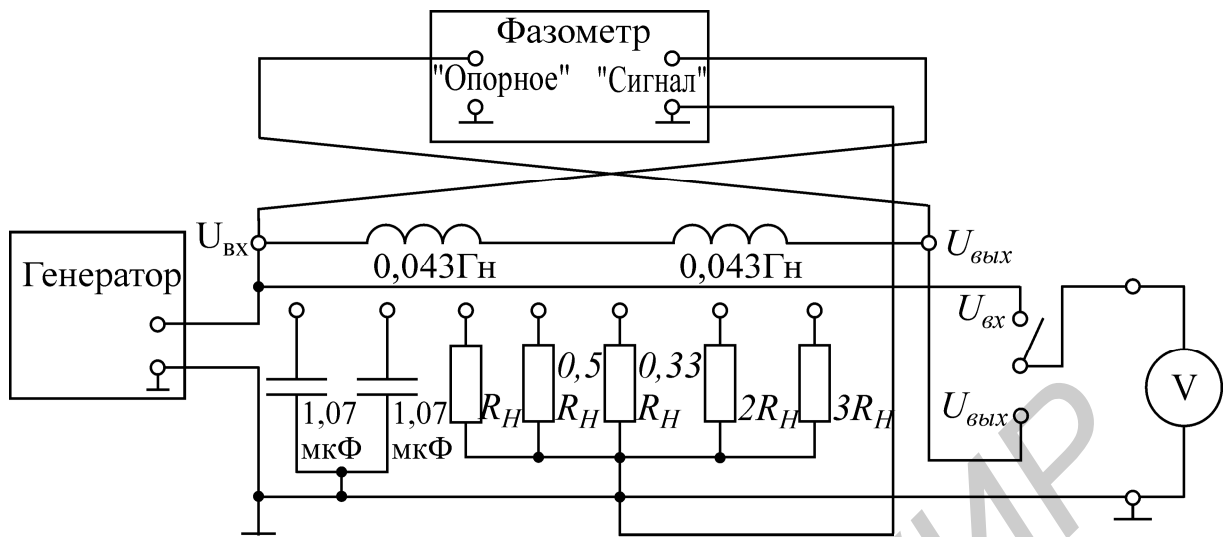 Фазометр
"Опорное" "Сигнал"
Uвх
Uвых
Генератор
0,043Гн
0,043Гн
Uвх
Uвых
1,07
мкФ
1,07
мкФ
RН
0,5
RН
0,33
RН
2RН
3RН
V
ИР